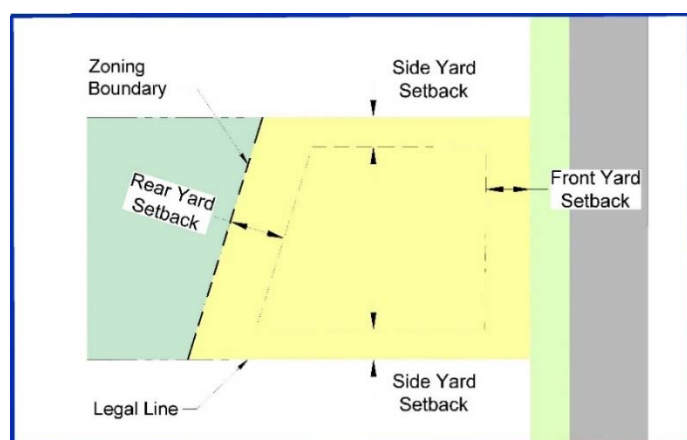 Zoning
Boundary
Side Yard
Setback
Rear Yard
Setback
Front Yard
Setback
Legal Line
Side Yard
Setback